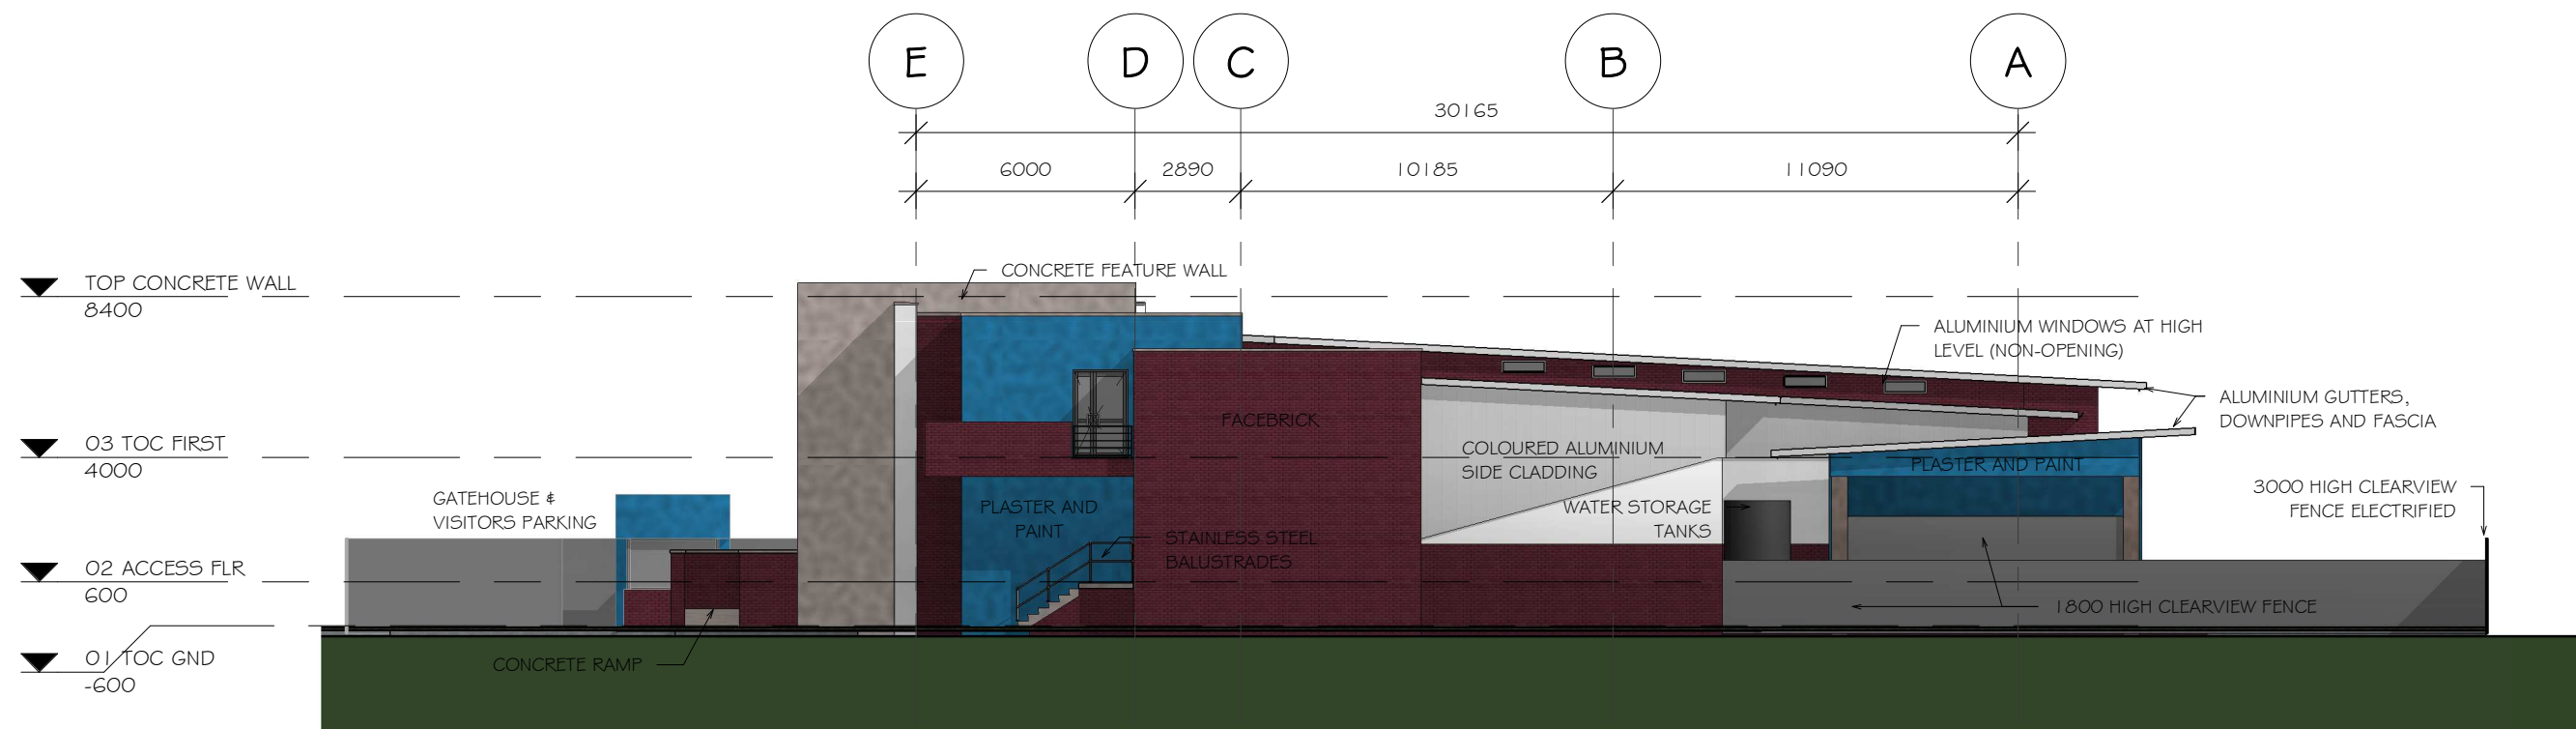 E D C B A
30165
6000 2890 10185 11090
TOP CONCRETE WALL
8400
CONCRETE FEATURE WALL
ALUMINIUM WINDOWS AT HIGH
LEVEL (NON-OPENING)
ALUMINIUM GUTTERS,
DOWNPIPES AND FASCIA
FACEBRICK
03 TOC FIRST
4000
COLOURED ALUMINIUM
SIDE CLADDING
PLASTER AND PAINT
GATEHOUSE &
VISITORS PARKING
PLASTER AND
PAINT
WATER STORAGE
TANKS
3000 HIGH CLEARVIEW
FENCE ELECTRIFIED
STAINLESS STEEL
BALUSTRADES
02 ACCESS FLR
600
1800 HIGH CLEARVIEW FENCE
01 TOC GND
-600
CONCRETE RAMP